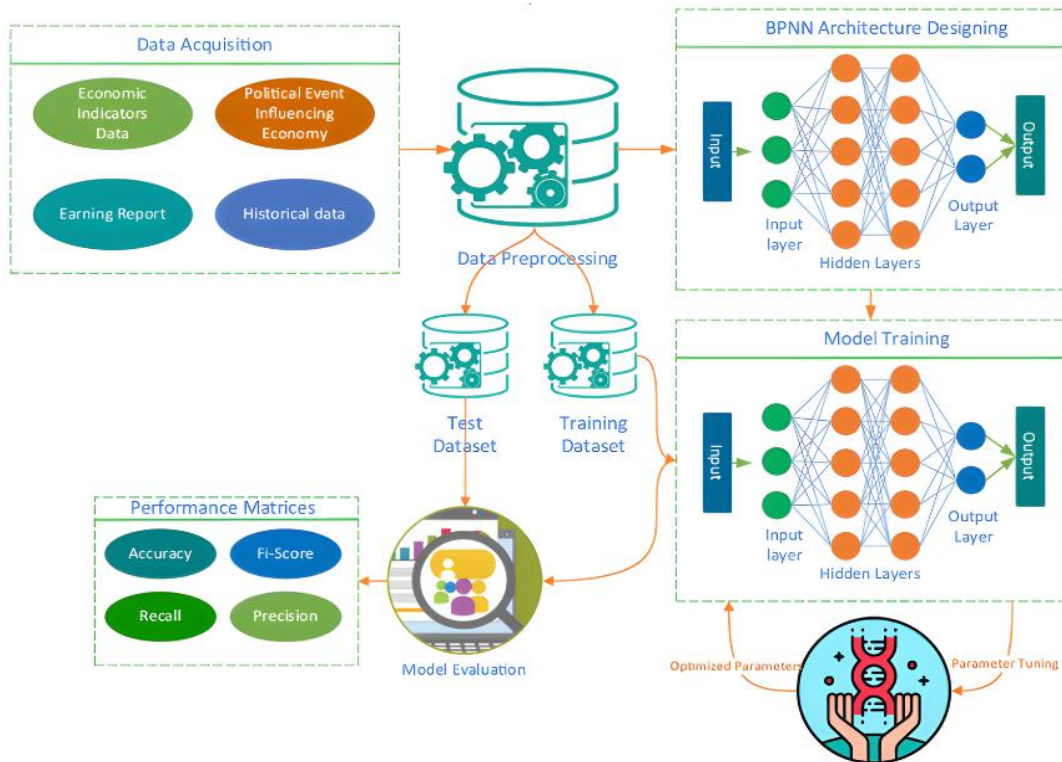 Data Acquisition
Economic
Indicators
Data
Political Event
Influencing
Economy
Earning Report
Historical data
Data Preprocessing
BPNN Architecture Designing
Input
Input
layer
Hidden Layers
Output
Layer
Output
Test
Dataset
Training
Dataset
Model Training
Input
Input
layer
Hidden Layers
Output
Layer
Output
Performance Matrices
Accuracy
Fi-Score
Recall
Precision
Model Evaluation
Optimized Parameters
Parameter Tuning